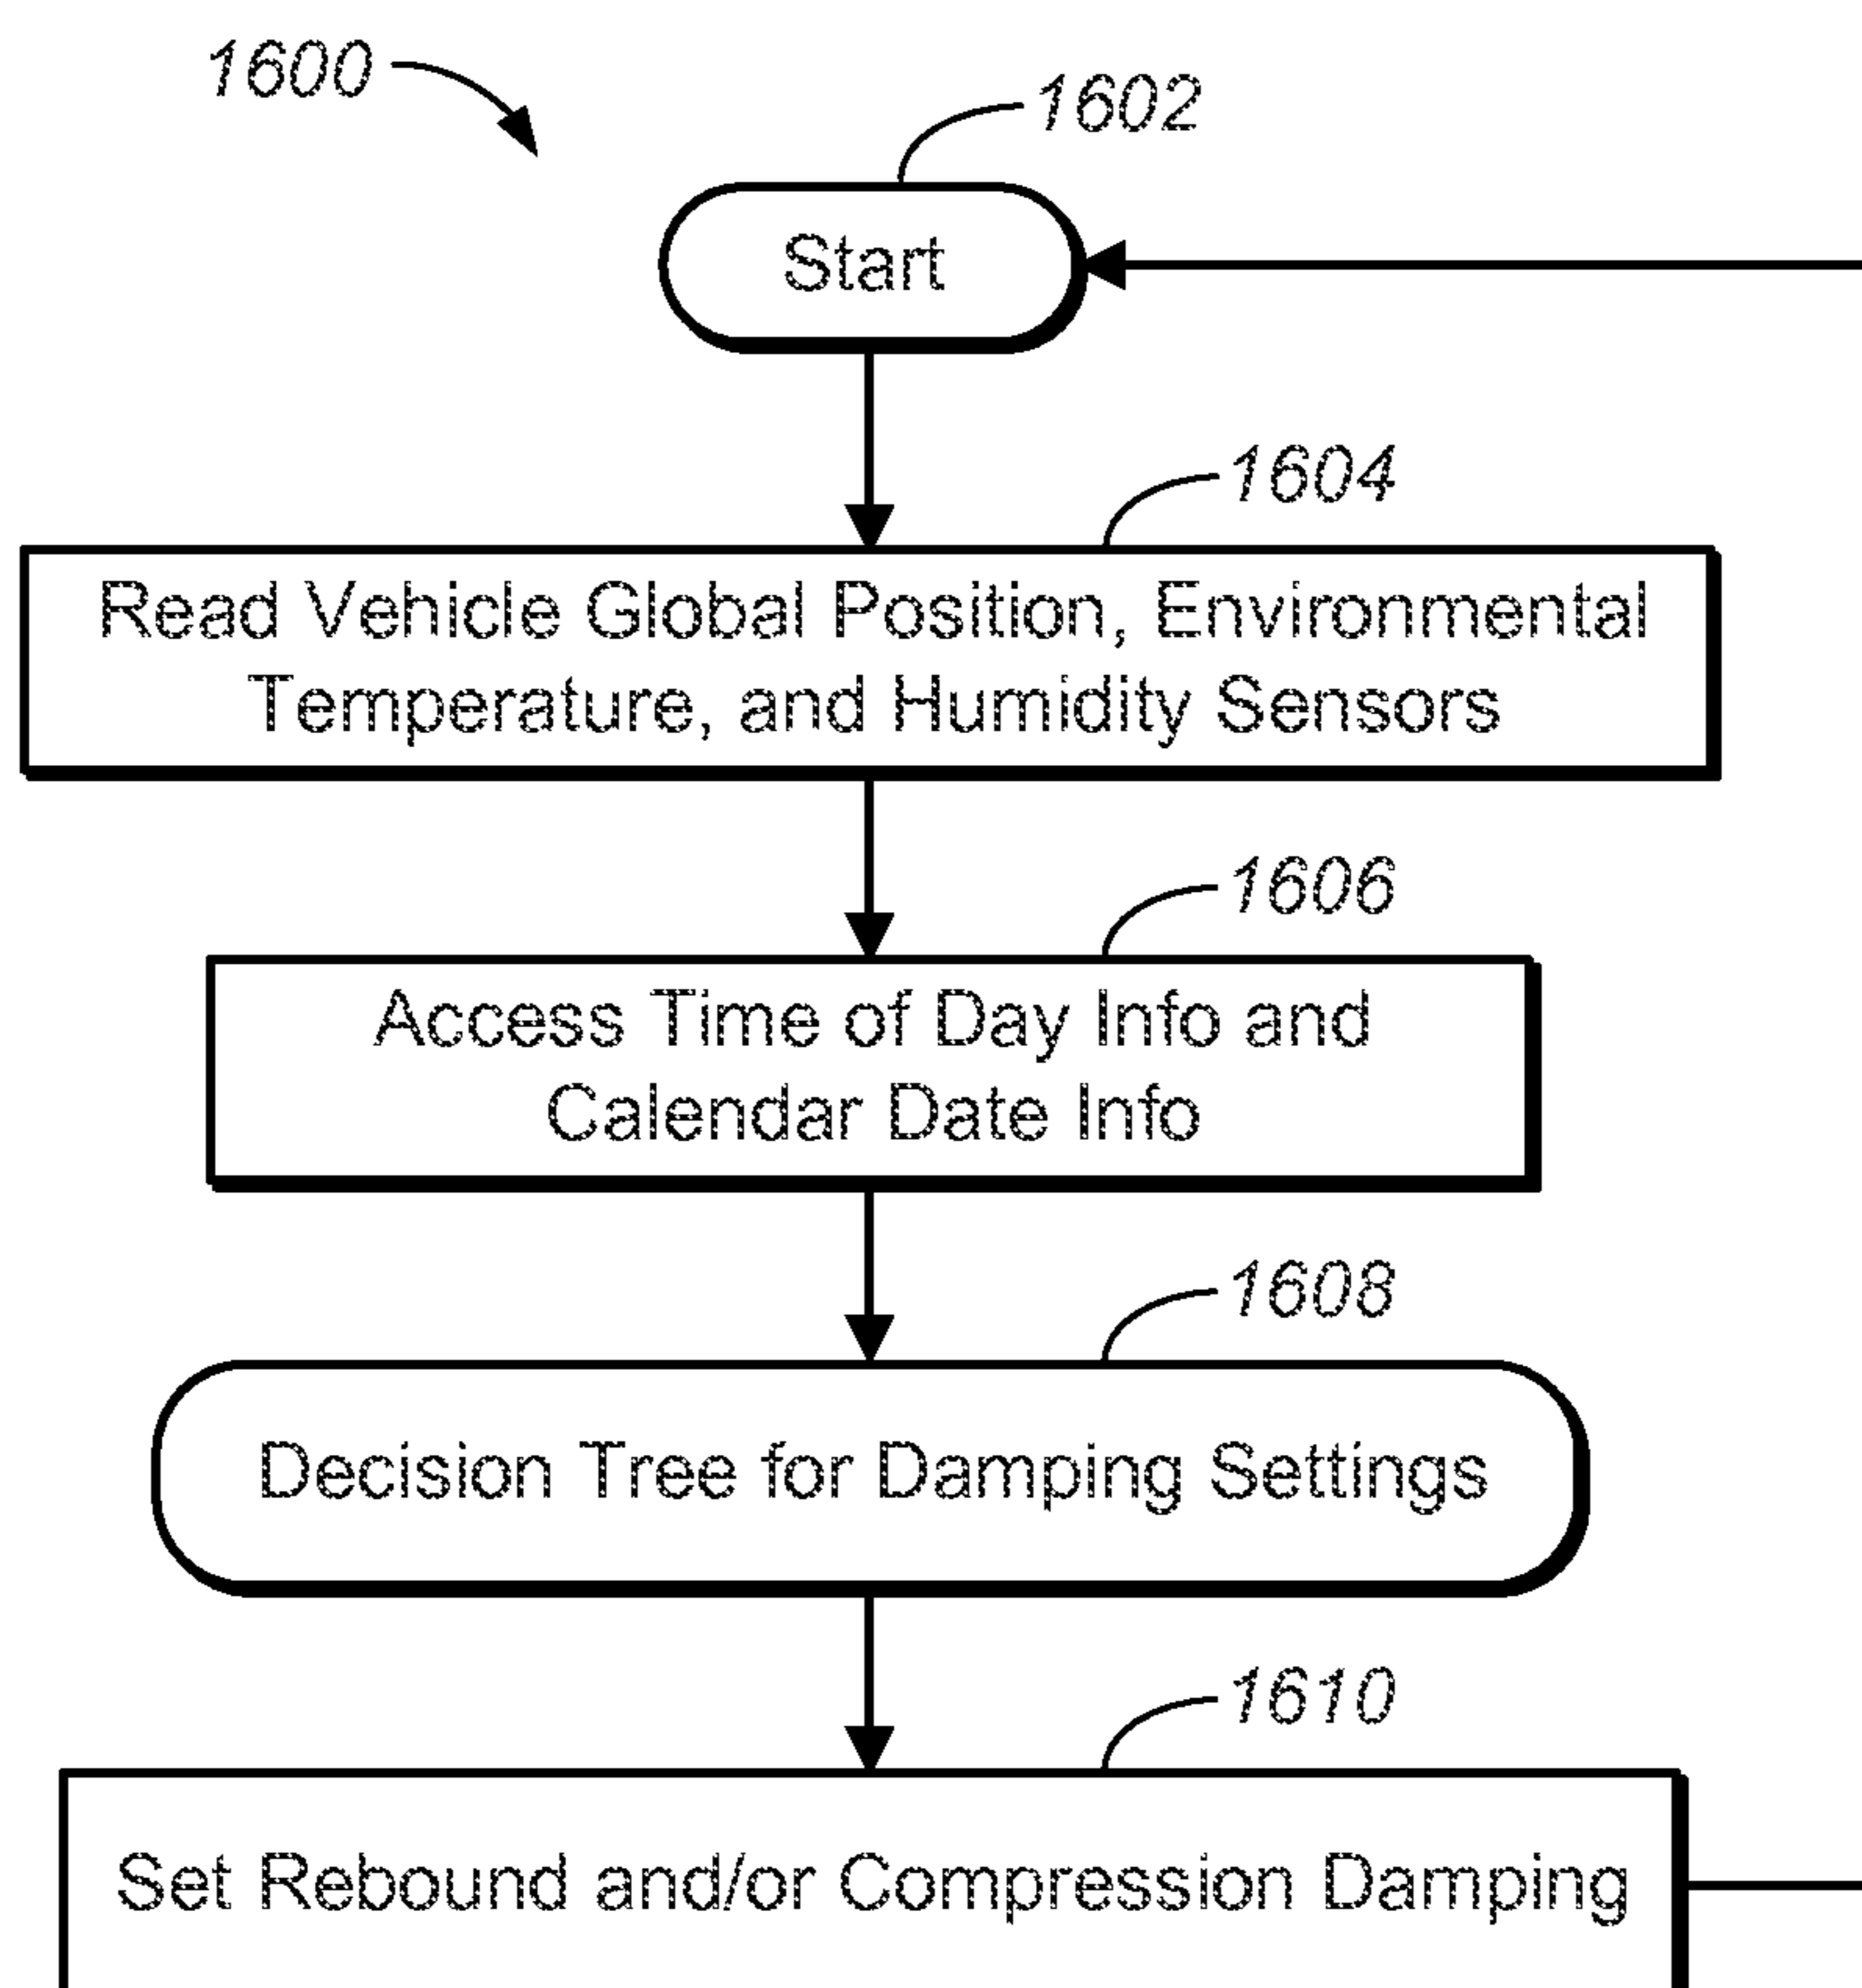 1600
1602
Start
1604
Read Vehicle Global Position, Environmental
Temperature, and Humidity Sensors
1606
Access Time of Day Info and
Calendar Date Info
1608
Decision Tree for Damping Settings
1610
Set Rebound and/or Compression Damping